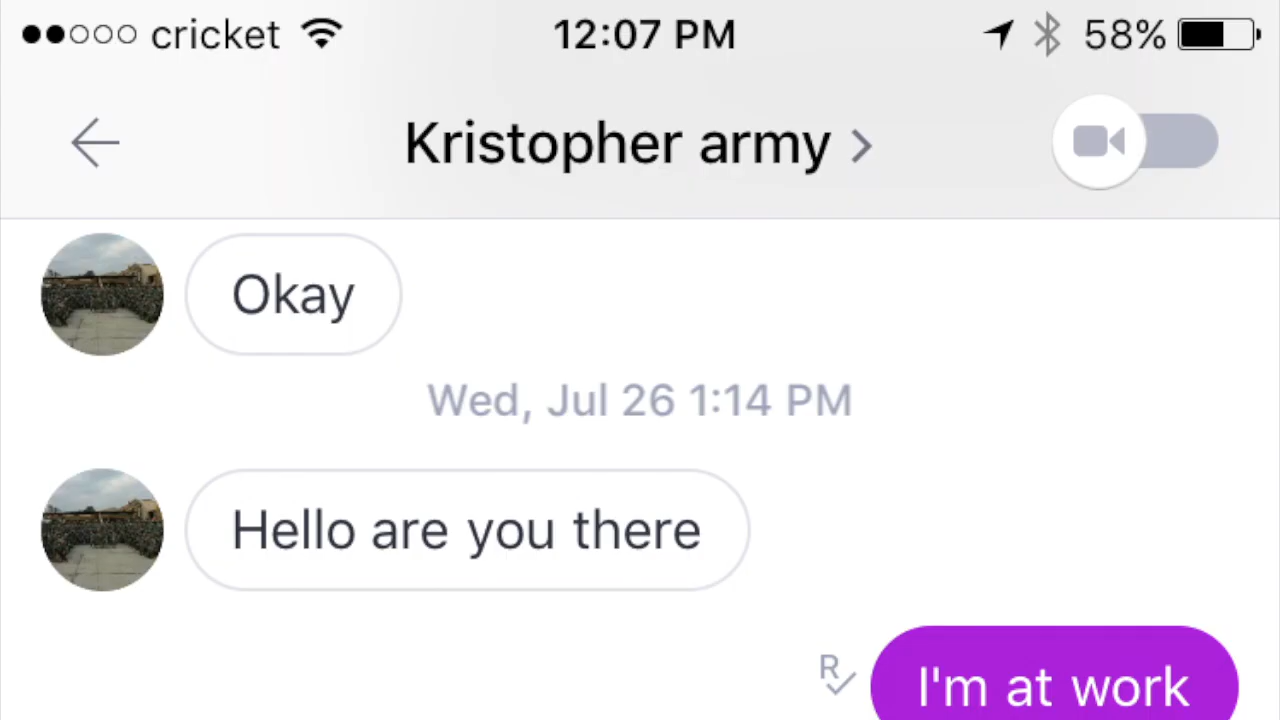 cricket 12:07 PM 58%
Kristopher army
Okay
Wed, Jul 26 1:14 PM
Hello are you there
R I'm at work